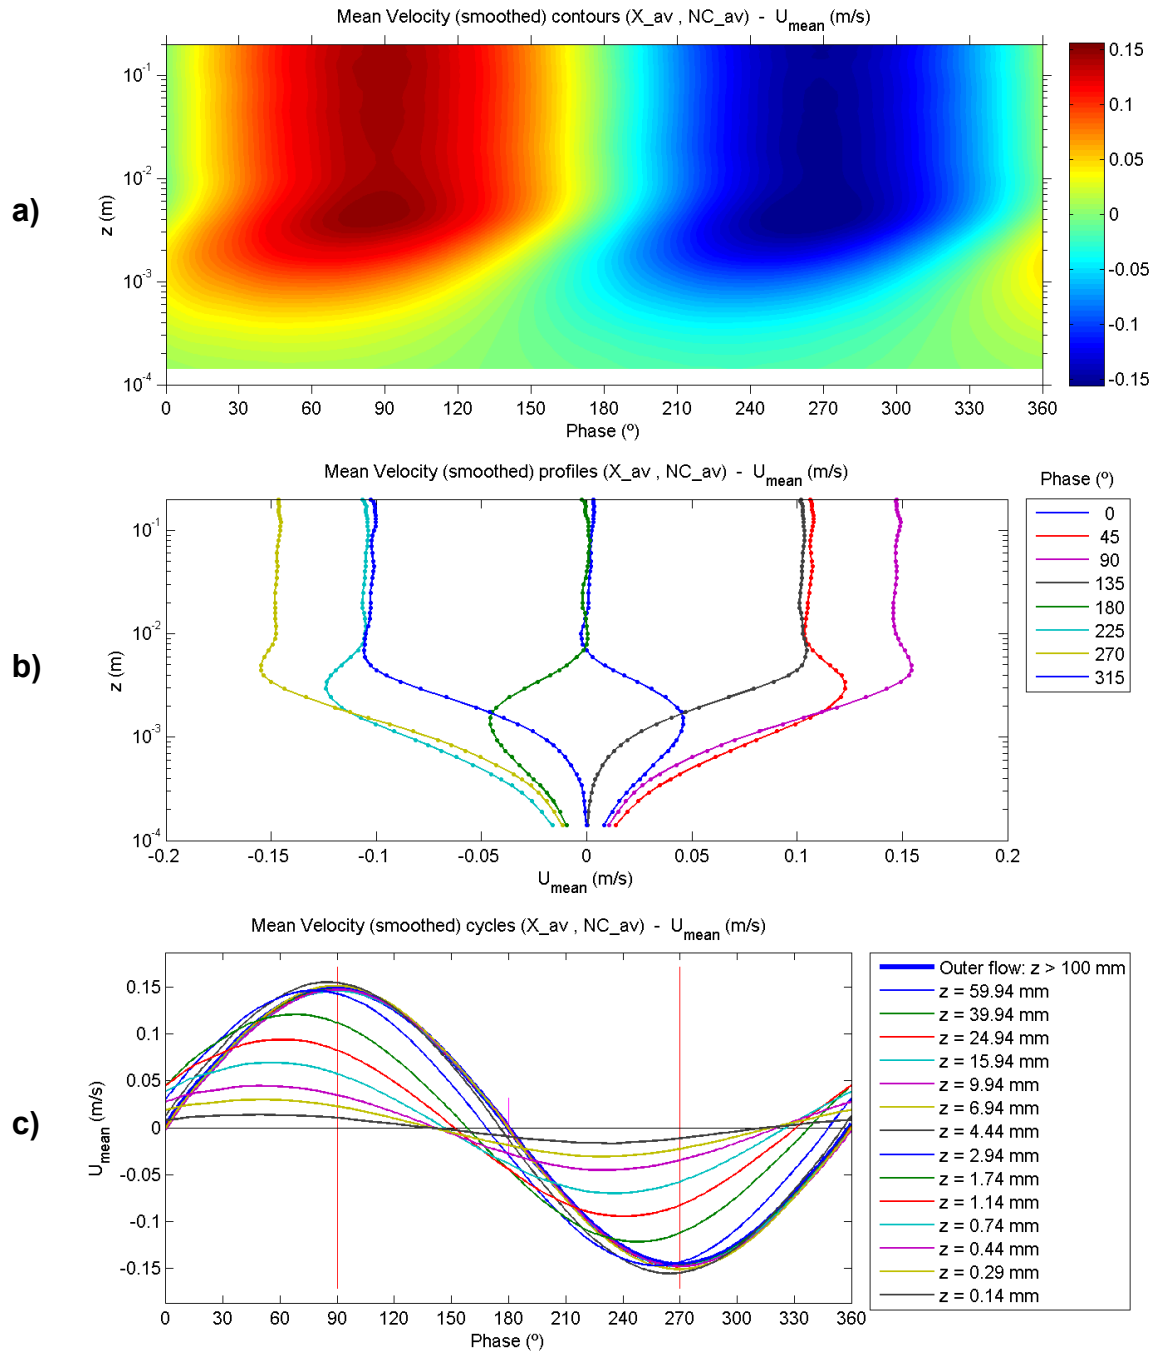 Mean Velocity (smoothed) contours (X_av , NC_av) - U_mean (m/s)
a)
z (m)
10^-1
10^-2
10^-3
10^-4
0 30 60 90 120 150 180 210 240 270 300 330 360
Phase (º)
0.15
0.1
0.05
0
-0.05
-0.1
-0.15
Mean Velocity (smoothed) profiles (X_av , NC_av) - U_mean (m/s)
b)
z (m)
10^-1
10^-2
10^-3
10^-4
-0.2 -0.15 -0.1 -0.05 0 0.05 0.1 0.15 0.2
U_mean (m/s)
Phase (º)
0
45
90
135
180
225
270
315
Mean Velocity (smoothed) cycles (X_av , NC_av) - U_mean (m/s)
c)
U_mean (m/s)
0.15
0.1
0.05
0
-0.05
-0.1
-0.15
0 30 60 90 120 150 180 210 240 270 300 330 360
Phase (º)
Outer flow: z > 100 mm
z = 59.94 mm
z = 39.94 mm
z = 24.94 mm
z = 15.94 mm
z = 9.94 mm
z = 6.94 mm
z = 4.44 mm
z = 2.94 mm
z = 1.74 mm
z = 1.14 mm
z = 0.74 mm
z = 0.44 mm
z = 0.29 mm
z = 0.14 mm